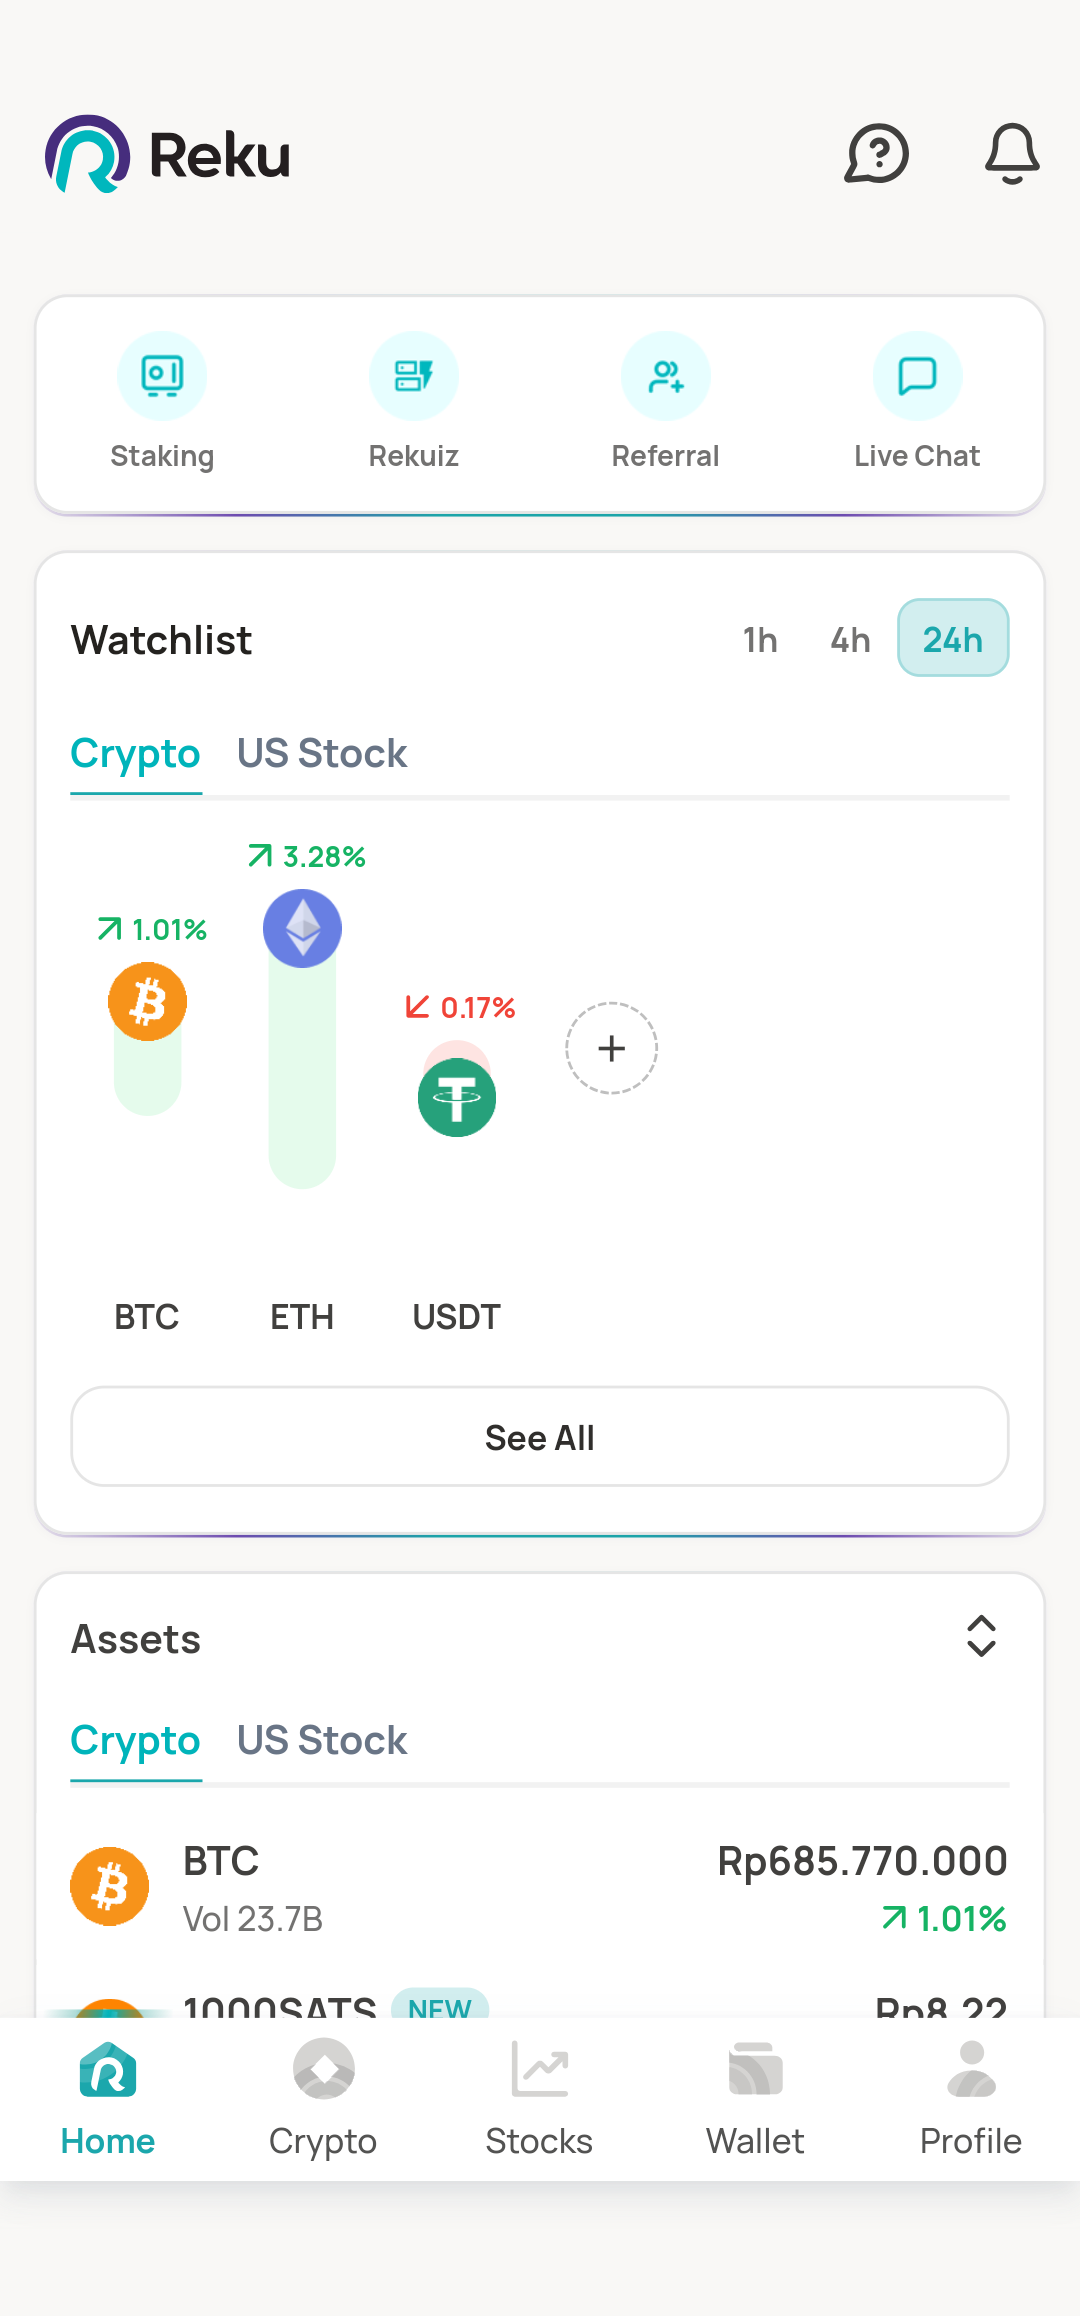 Reku
Staking
Rekuiz
Referral
Live Chat
Watchlist
1h
4h
24h
Crypto
US Stock
3.28%
1.01%
0.17%
BTC
ETH
USDT
See All
Assets
Crypto
US Stock
BTC
Rp685.770.000
Vol 23.7B
1.01%
1000SATS
NEW
Rp8.22
Home
Crypto
Stocks
Wallet
Profile